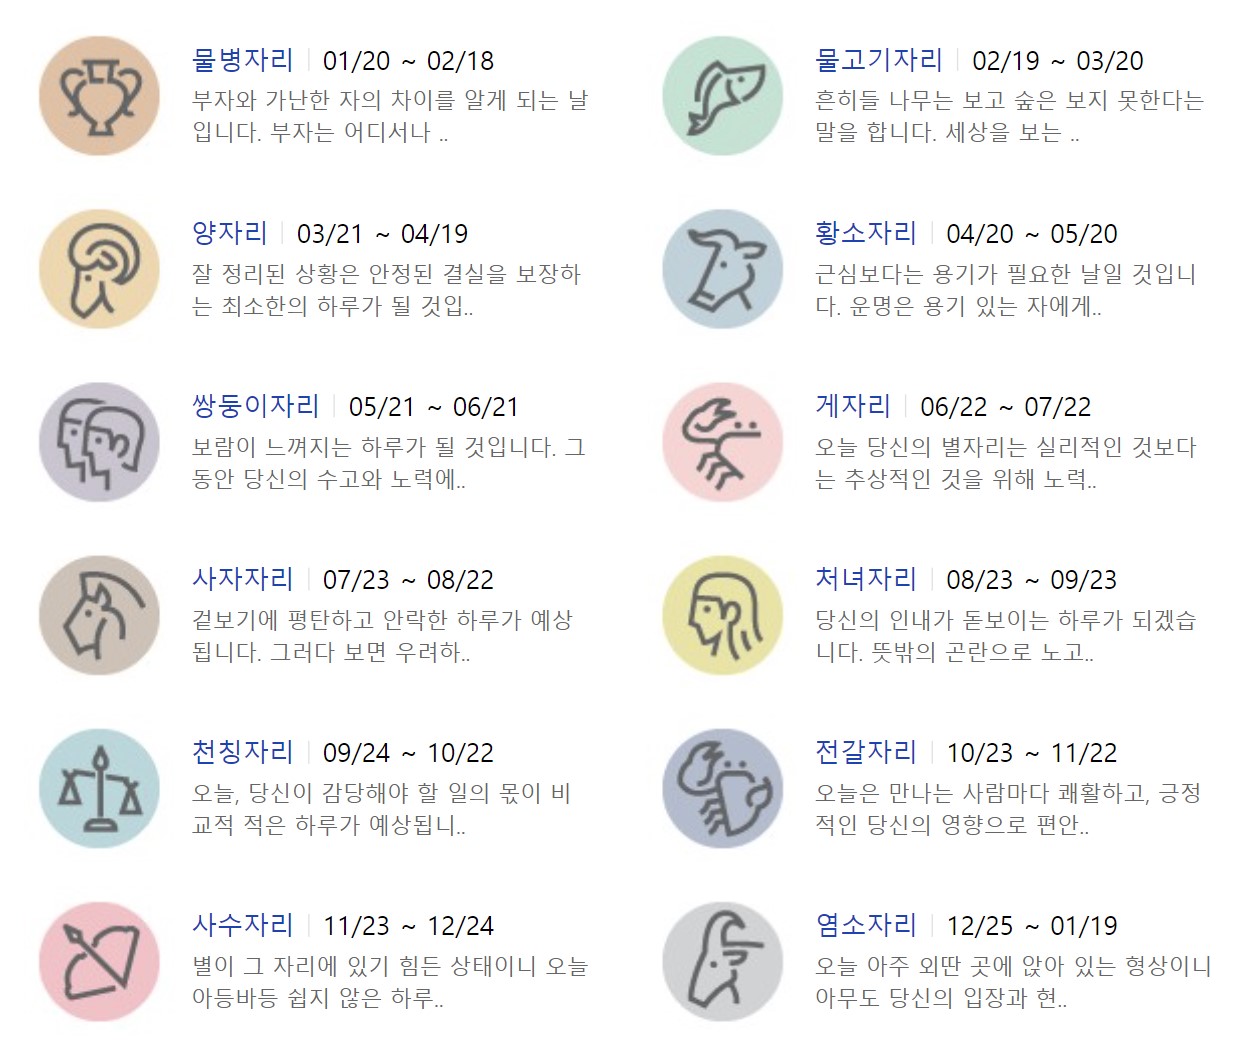 물병자리 | 01/20 ~ 02/18
부자와 가난한 자의 차이를 알게 되는 날
입니다. 부자는 어디서나 ..
물고기자리 | 02/19 ~ 03/20
흔히들 나무는 보고 숲은 보지 못한다는
말을 합니다. 세상을 보는 ..
양자리 | 03/21 ~ 04/19
잘 정리된 상황은 안정된 결실을 보장하
는 최소한의 하루가 될 것입..
황소자리 | 04/20 ~ 05/20
근심보다는 용기가 필요한 날일 것입니
다. 운명은 용기 있는 자에게..
쌍둥이자리 | 05/21 ~ 06/21
보람이 느껴지는 하루가 될 것입니다. 그
동안 당신의 수고와 노력에..
게자리 | 06/22 ~ 07/22
오늘 당신의 별자리는 실리적인 것보다
는 추상적인 것을 위해 노력..
사자자리 | 07/23 ~ 08/22
겉보기에 평탄하고 안락한 하루가 예상
됩니다. 그러다 보면 우려하..
처녀자리 | 08/23 ~ 09/23
당신의 인내가 돋보이는 하루가 되겠습
니다. 뜻밖의 곤란으로 노고..
천칭자리 | 09/24 ~ 10/22
오늘, 당신이 감당해야 할 일의 몫이 비
교적 적은 하루가 예상됩니..
전갈자리 | 10/23 ~ 11/22
오늘은 만나는 사람마다 쾌활하고, 긍정
적인 당신의 영향으로 편안..
사수자리 | 11/23 ~ 12/24
별이 그 자리에 있기 힘든 상태이니 오늘
아등바등 쉽지 않은 하루..
염소자리 | 12/25 ~ 01/19
오늘 아주 외딴 곳에 앉아 있는 형상이니
아무도 당신의 입장과 현..